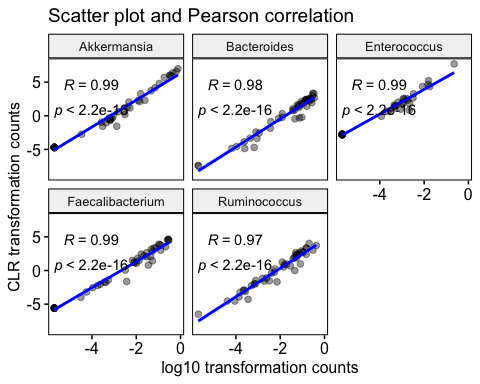 Scatter plot and Pearson correlation
Akkermansia Bacteroides Enterococcus
R = 0.99 R = 0.98 R = 0.99
p < 2.2e-16 p < 2.2e-16 p < 2.2e-16
5
0
-5
-4 -2 0
Faecalibacterium Ruminococcus
R = 0.99 R = 0.97
p < 2.2e-16 p < 2.2e-16
5
0
-5
-4 -2 0 -4 -2 0
CLR transformation counts
log10 transformation counts